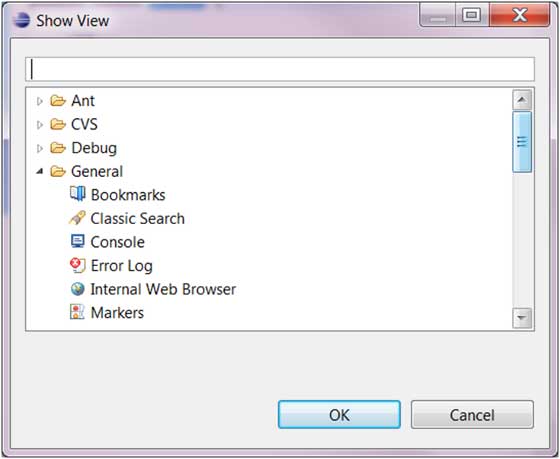 Show View
Ant
CVS
Debug
General
Bookmarks
Classic Search
Console
Error Log
Internal Web Browser
Markers
OK
Cancel